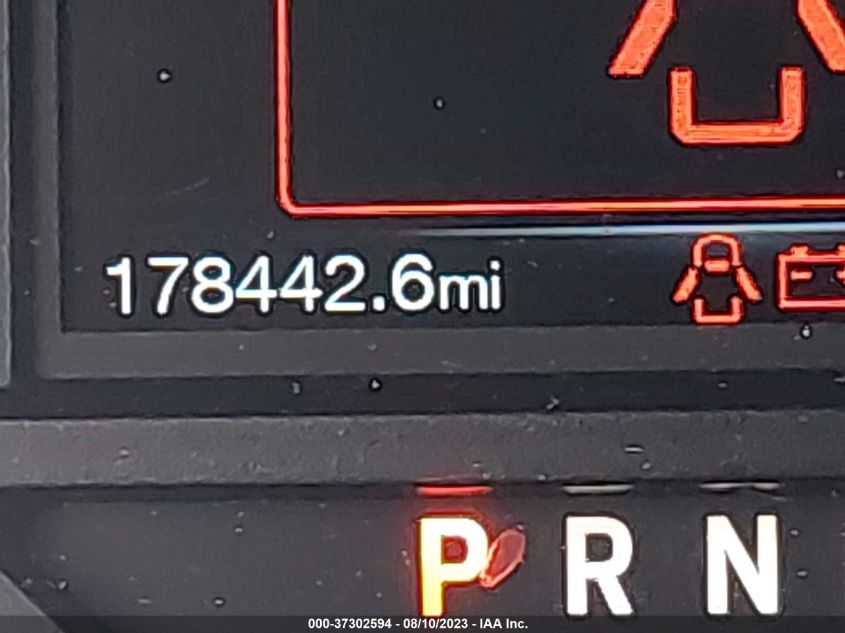 178442.6mi
P R N
000-37302594 - 08/10/2023 - IAA Inc.